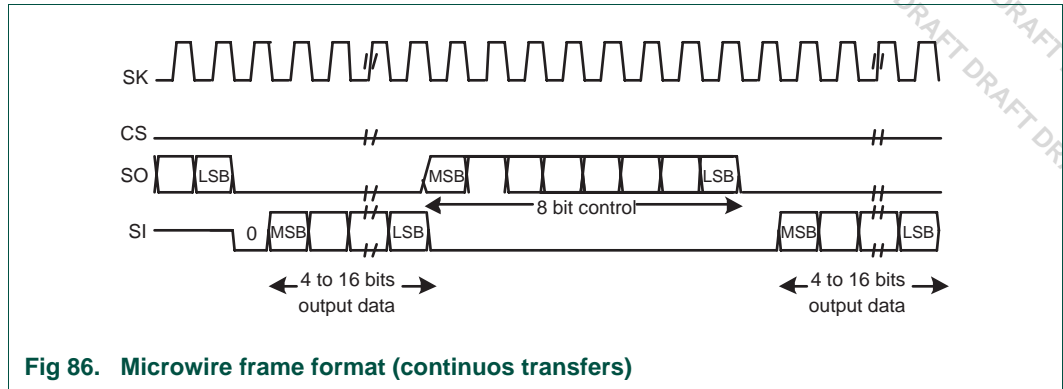 DRAFT
DRAFT DRAFT DRA
SK
CS
SO
LSB
MSB
LSB
8 bit control
SI
0
MSB
LSB
MSB
LSB
4 to 16 bits
output data
4 to 16 bits
output data
Fig 86. Microwire frame format (continuos transfers)